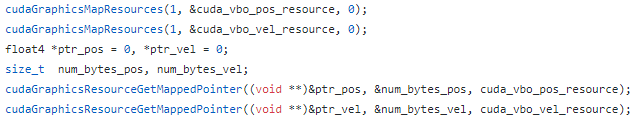 cudaGraphicsMapResources(1, &cuda_vbo_pos_resource, 0);
cudaGraphicsMapResources(1, &cuda_vbo_vel_resource, 0);
float4 *ptr_pos = 0, *ptr_vel = 0;
size_t  num_bytes_pos, num_bytes_vel;
cudaGraphicsResourceGetMappedPointer((void **)&ptr_pos, &num_bytes_pos, cuda_vbo_pos_resource);
cudaGraphicsResourceGetMappedPointer((void **)&ptr_vel, &num_bytes_vel, cuda_vbo_vel_resource);